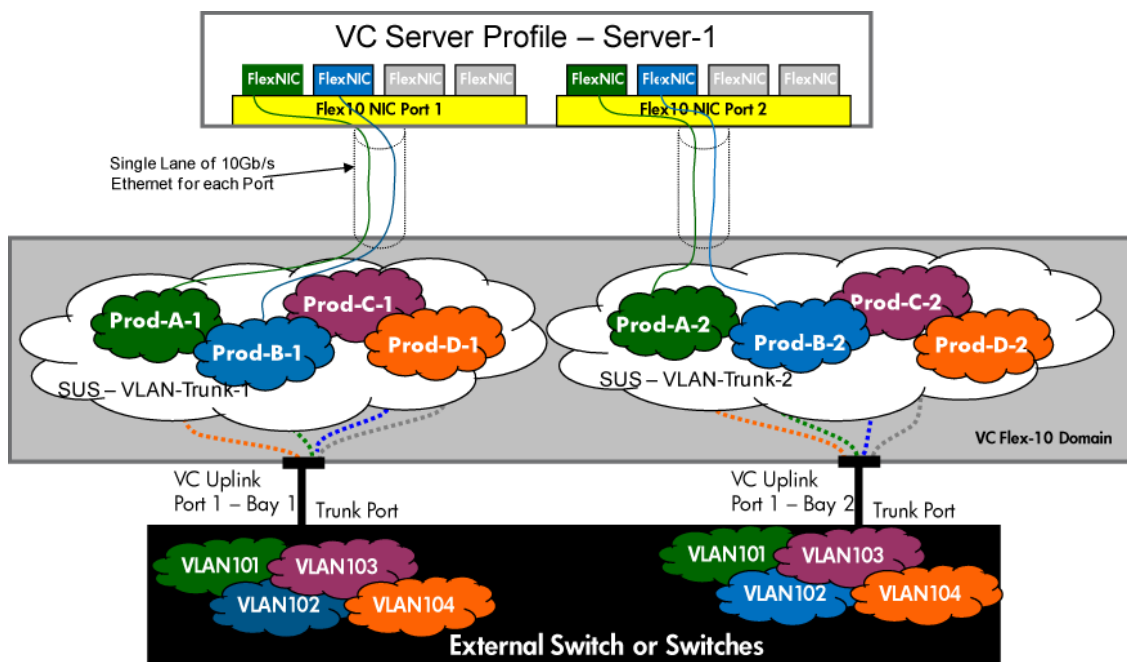 VC Server Profile – Server-1
FlexNIC FlexNIC FlexNIC FlexNIC
Flex10 NIC Port 1
FlexNIC FlexNIC FlexNIC FlexNIC
Flex10 NIC Port 2
Single Lane of 10Gb/s
Ethernet for each Port
Prod-A-1
Prod-B-1
Prod-C-1
Prod-D-1
SUS – VLAN-Trunk-1
Prod-A-2
Prod-B-2
Prod-C-2
Prod-D-2
SUS – VLAN-Trunk-2
VC Flex-10 Domain
VC Uplink
Port 1 – Bay 1
Trunk Port
VC Uplink
Port 1 – Bay 2
Trunk Port
VLAN101
VLAN103
VLAN102
VLAN104
VLAN101
VLAN103
VLAN102
VLAN104
External Switch or Switches